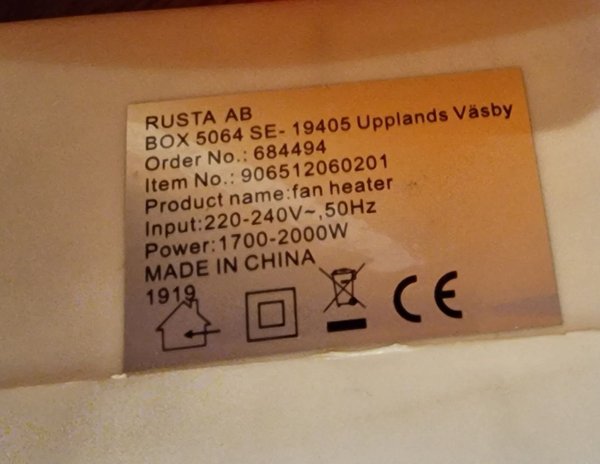 RUSTA AB
BOX 5064 SE- 19405 Upplands Väsby
Order No.: 684494
Item No.: 906512060201
Product name:fan heater
Input:220-240V~,50Hz
Power:1700-2000W
MADE IN CHINA
1919
CE